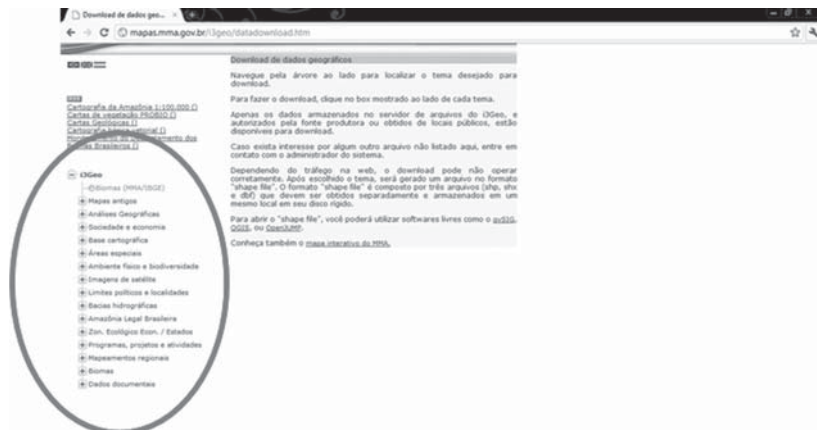 Download de dados geo...
mapas.mma.gov.br/i3geo/datadownload.htm
Cartografia da Amazônia 1:100.000 ()
Cartas de vegetação PROBIO ()
Cartas Geológicas ()
dos
Biomas Brasileiros ()
i3Geo
Biomas (MMA/IBGE)
Mapas antigos
Análises Geográficas
Sociedade e economia
Base cartográfica
Áreas especiais
Ambiente físico e biodiversidade
Imagens de satélite
Limites políticos e localidades
Bacias hidrográficas
Amazônia Legal Brasileira
Zon. Ecológico Econ. / Estados
Programas, projetos e atividades
Mapeamentos regionais
Biomas
Dados documentais
Download de dados geográficos
Navegue pela árvore ao lado para localizar o tema desejado para
download.
Para fazer o download, clique no box mostrado ao lado de cada tema.
Apenas os dados armazenados no servidor de arquivos do i3Geo, e
autorizados pela fonte produtora ou obtidos de locais públicos, estão
disponíveis para download.
Caso exista interesse por algum outro arquivo não listado aqui, entre em
contato com o administrador do sistema.
Dependendo do tráfego na web, o download pode não operar
corretamente. Após escolhido o tema, será gerado um arquivo no formato
"shape file". O formato "shape file" é composto por três arquivos (shp, shx
e dbf) que devem ser obtidos separadamente e armazenados em um
mesmo local em seu disco rígido.
Para abrir o "shape file", você poderá utilizar softwares livres como o gvSIG,
QGIS, ou OpenJUMP.
Conheça também o mapa interativo do MMA.